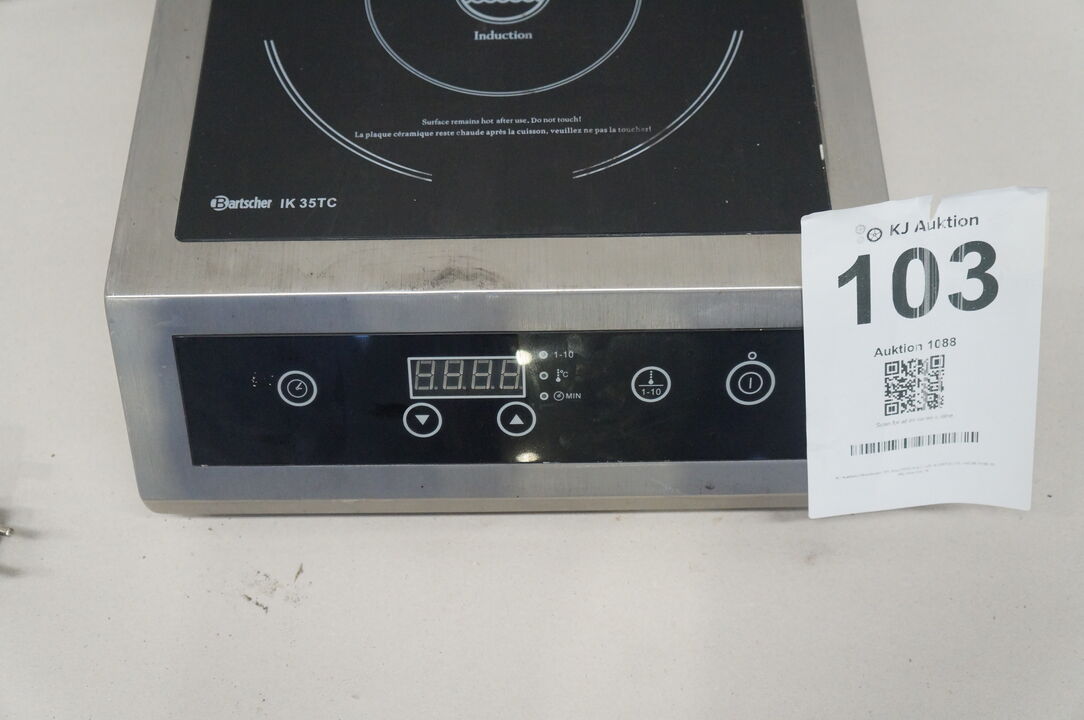 Induction
Surface remains hot after use. Do not touch!
La plaque céramique reste chaude après la cuisson, veuillez ne pas la toucher!
Bartscher IK 35TC
KJ Auktion
103
Auktion 1088
1-10
°C
MIN
1-10